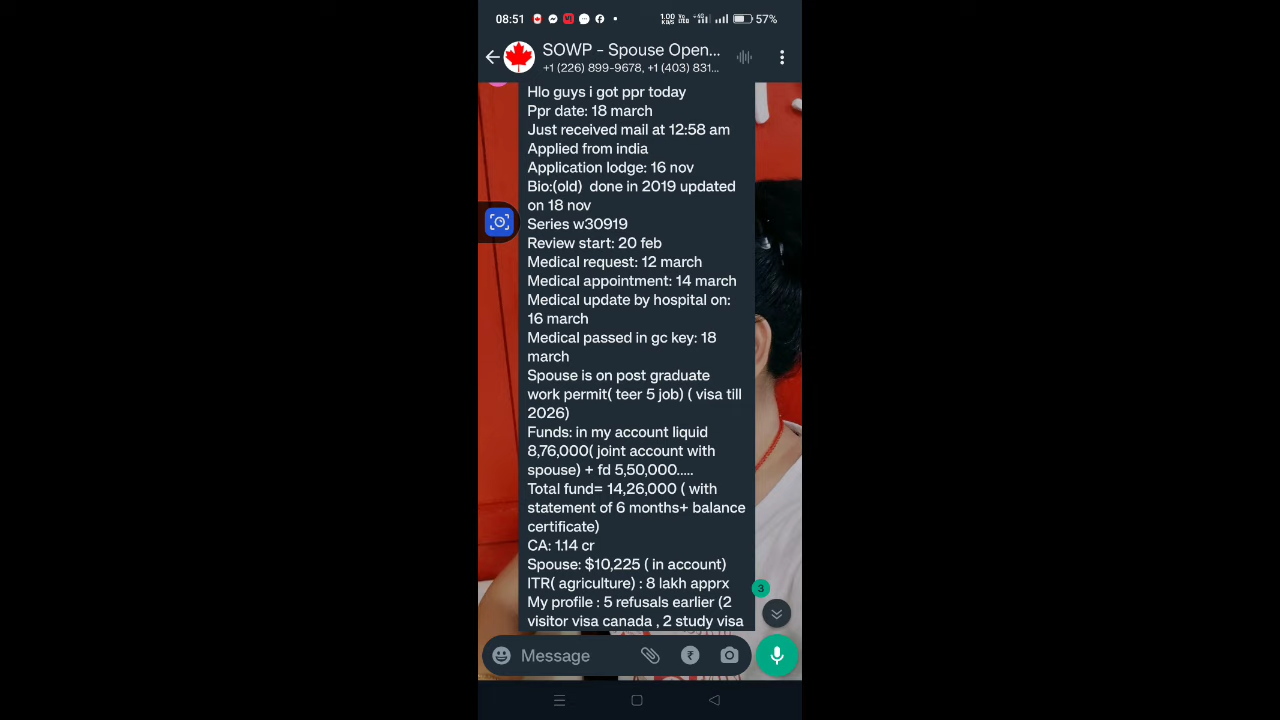 08:51
1.00 KB/S
57%
SOWP - Spouse Open...
+1 (226) 899-9678, +1 (403) 831...
Hlo guys i got ppr today
Ppr date: 18 march
Just received mail at 12:58 am
Applied from india
Application lodge: 16 nov
Bio:(old)  done in 2019 updated
on 18 nov
Series w30919
Review start: 20 feb
Medical request: 12 march
Medical appointment: 14 march
Medical update by hospital on:
16 march
Medical passed in gc key: 18
march
Spouse is on post graduate
work permit( teer 5 job) ( visa till
2026)
Funds: in my account liquid
8,76,000( joint account with
spouse) + fd 5,50,000.....
Total fund= 14,26,000 ( with
statement of 6 months+ balance
certificate)
CA: 1.14 cr
Spouse: $10,225 ( in account)
ITR( agriculture) : 8 lakh apprx
3
My profile : 5 refusals earlier (2
visitor visa canada , 2 study visa
Message